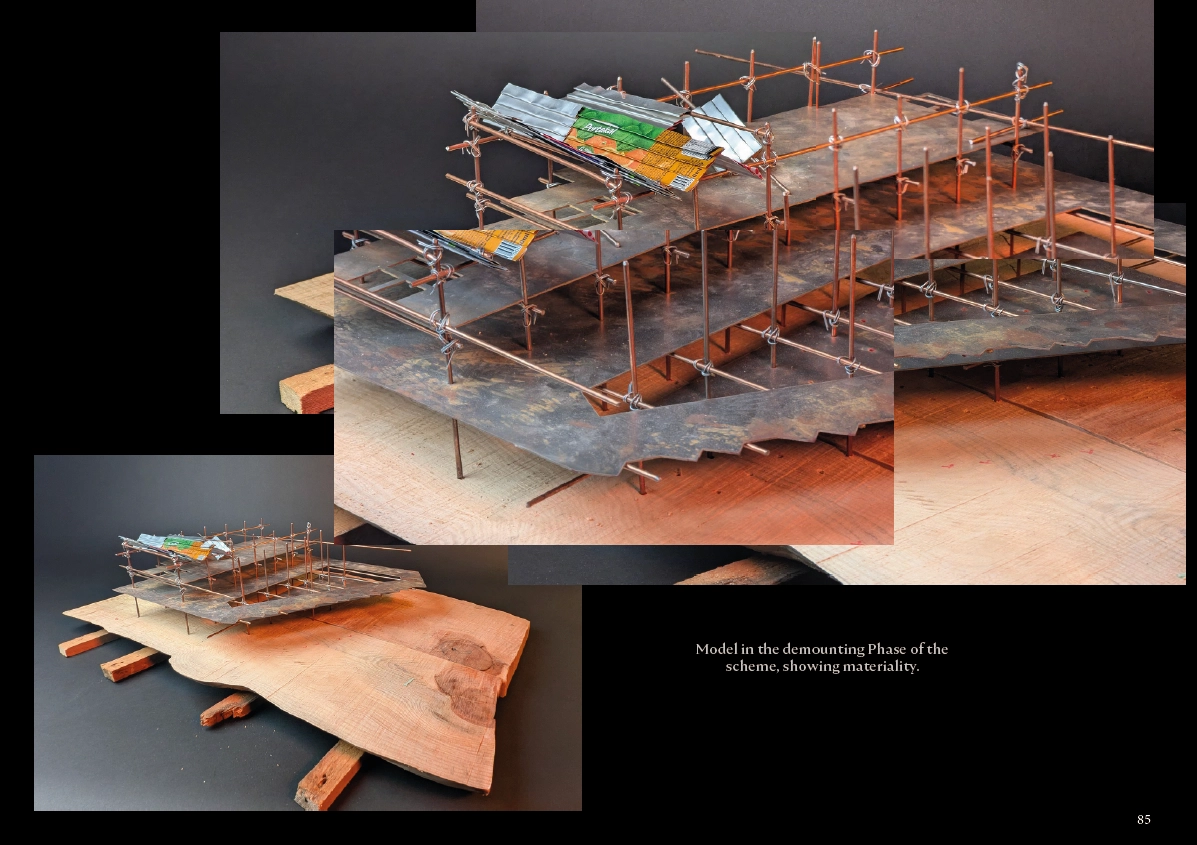 Model in the demounting Phase of the
scheme, showing materiality.
85